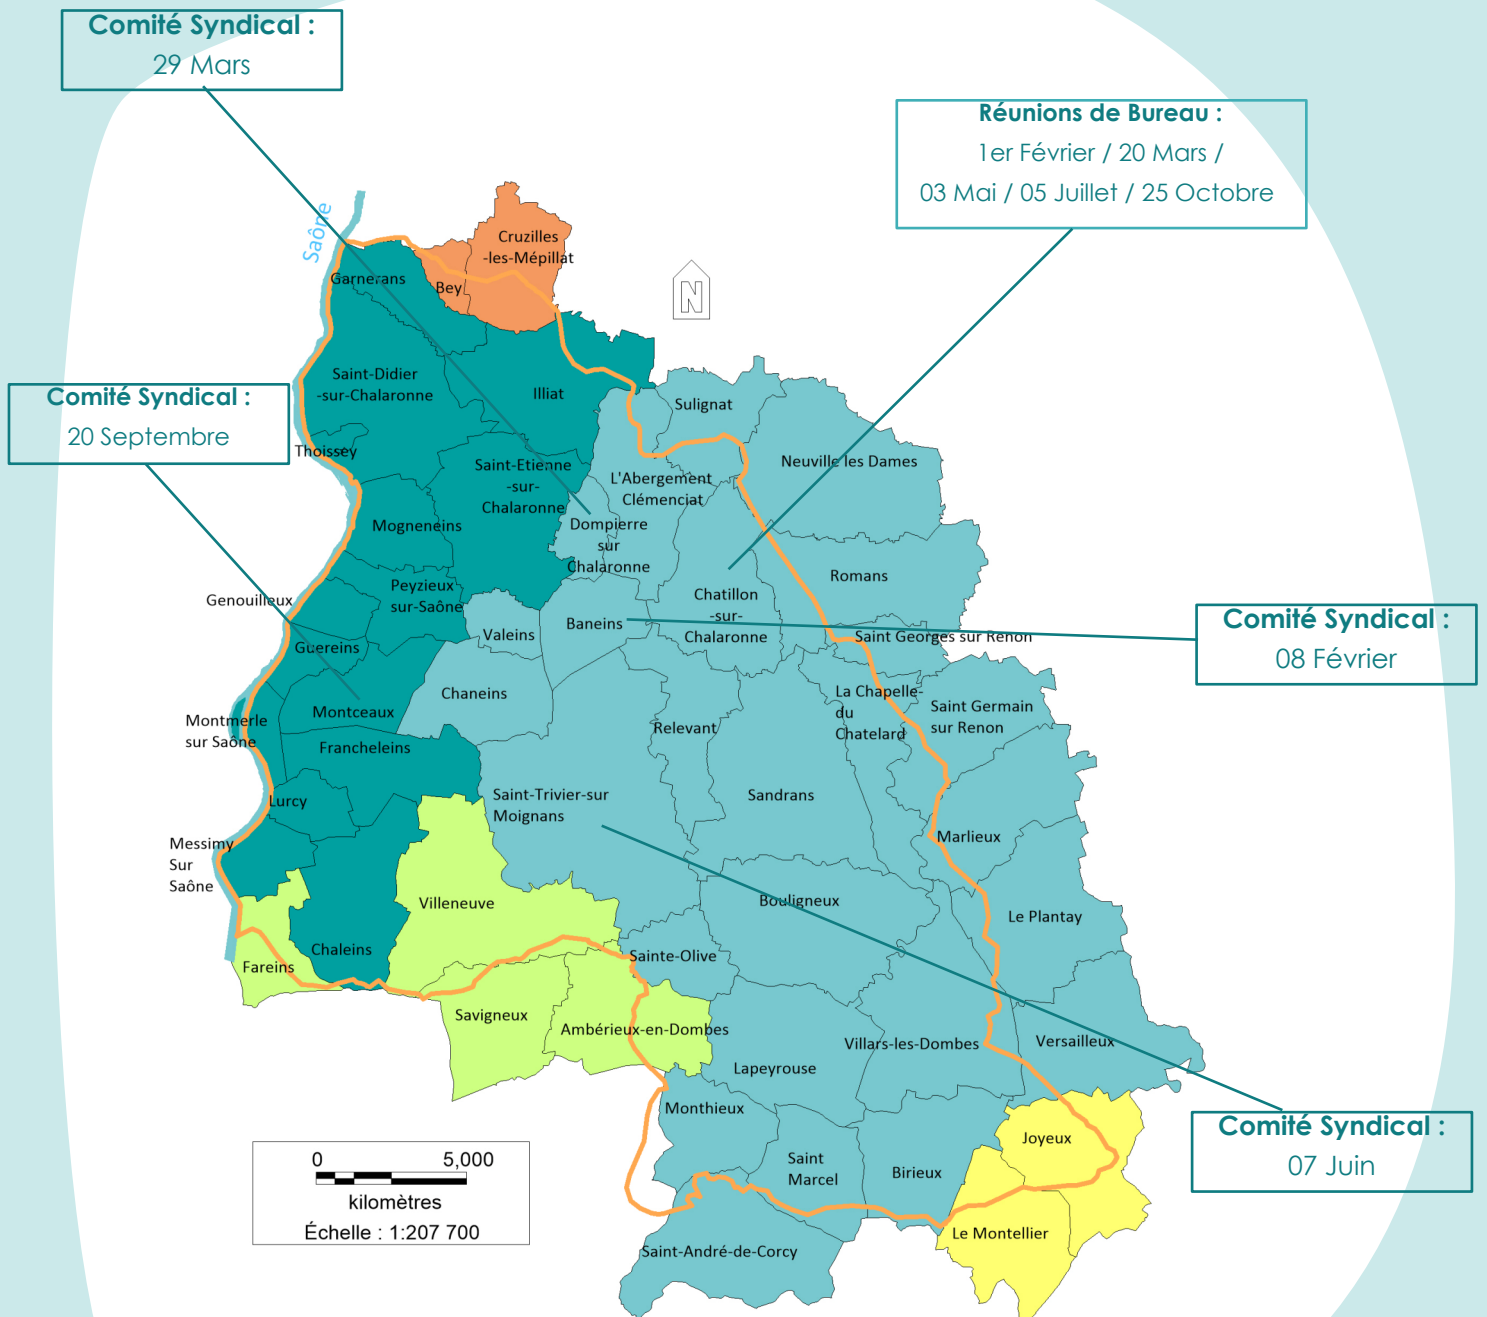 Comité Syndical :
29 Mars
Réunions de Bureau :
1er Février / 20 Mars /
03 Mai / 05 Juillet / 25 Octobre
Saône
Cruzilles
-les-Mépillat
Bey
Garnerans
N
Saint-Didier
-sur-Chalaronne
Illiat
Sulignat
Comité Syndical :
20 Septembre
Thoissey
Neuville les Dames
Saint-Etienne
-sur-
Chalaronne
L'Abergement
Clémenciat
Mogneneins
Dompierre
sur
Chalaronne
Romans
Peyzieux
sur-Saône
Genouilleux
Chatillon
-sur-
Chalaronne
Baneins
Valeins
Guereins
Saint Georges sur Renon
Comité Syndical :
08 Février
Chaneins
La Chapelle-
du
Chatelard
Saint Germain
sur Renon
Montceaux
Montmerle
sur Saône
Relevant
Francheleins
Saint-Trivier-sur
Moignans
Sandrans
Lurcy
Marlieux
Messimy
Sur
Saône
Villeneuve
Bouligneux
Le Plantay
Chaleins
Sainte-Olive
Fareins
Savigneux
Ambérieux-en-Dombes
Villars-les-Dombes
Versailleux
Lapeyrouse
Monthieux
Joyeux
Comité Syndical :
07 Juin
Saint
Marcel
Birieux
0 5,000
kilomètres
Échelle : 1:207 700
Le Montellier
Saint-André-de-Corcy